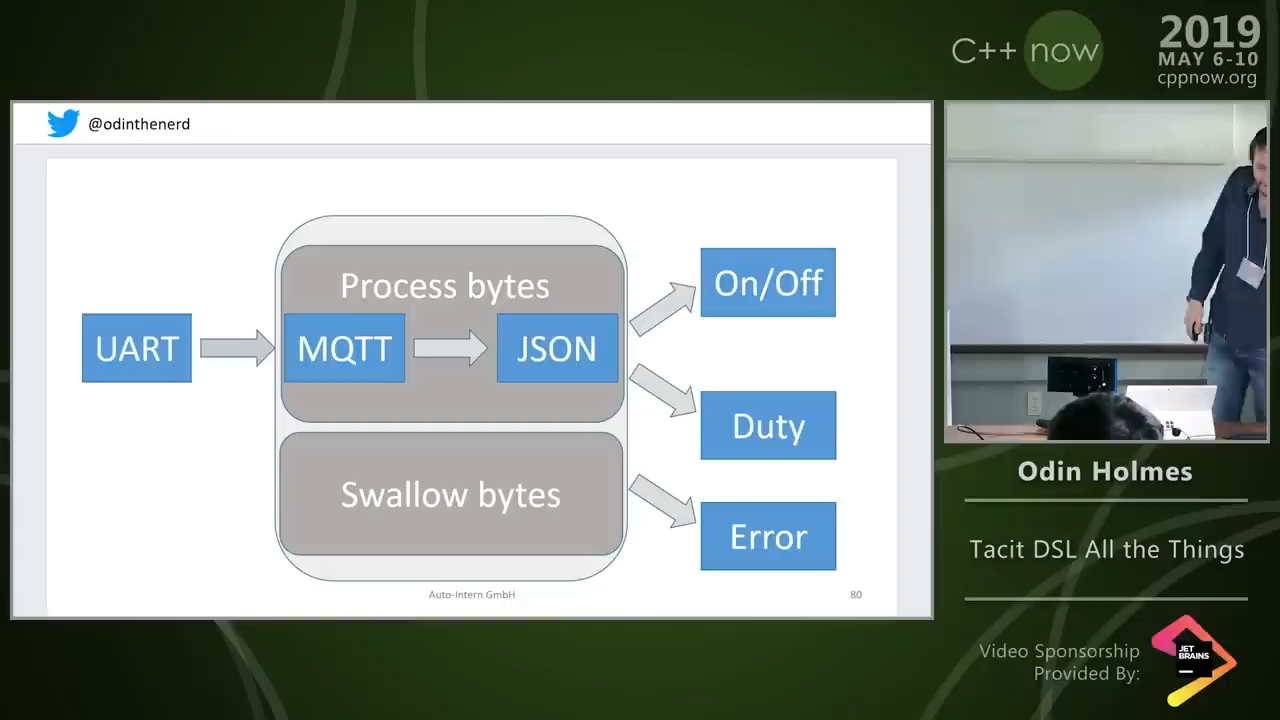 C++ now
2019
MAY 6-10
cppnow.org
@odinthenerd
Process bytes
UART
MQTT
JSON
Swallow bytes
On/Off
Duty
Error
Auto-Intern GmbH
80
Odin Holmes
Tacit DSL All the Things
Video Sponsorship
Provided By:
JET
BRAINS